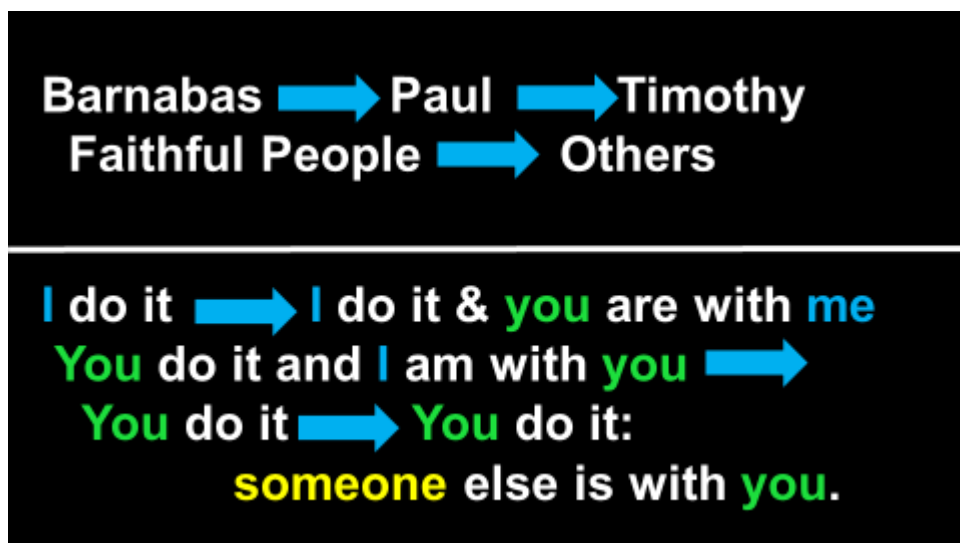 Barnabas Paul Timothy
Faithful People Others
I do it I do it & you are with me
You do it and I am with you
You do it You do it:
someone else is with you.